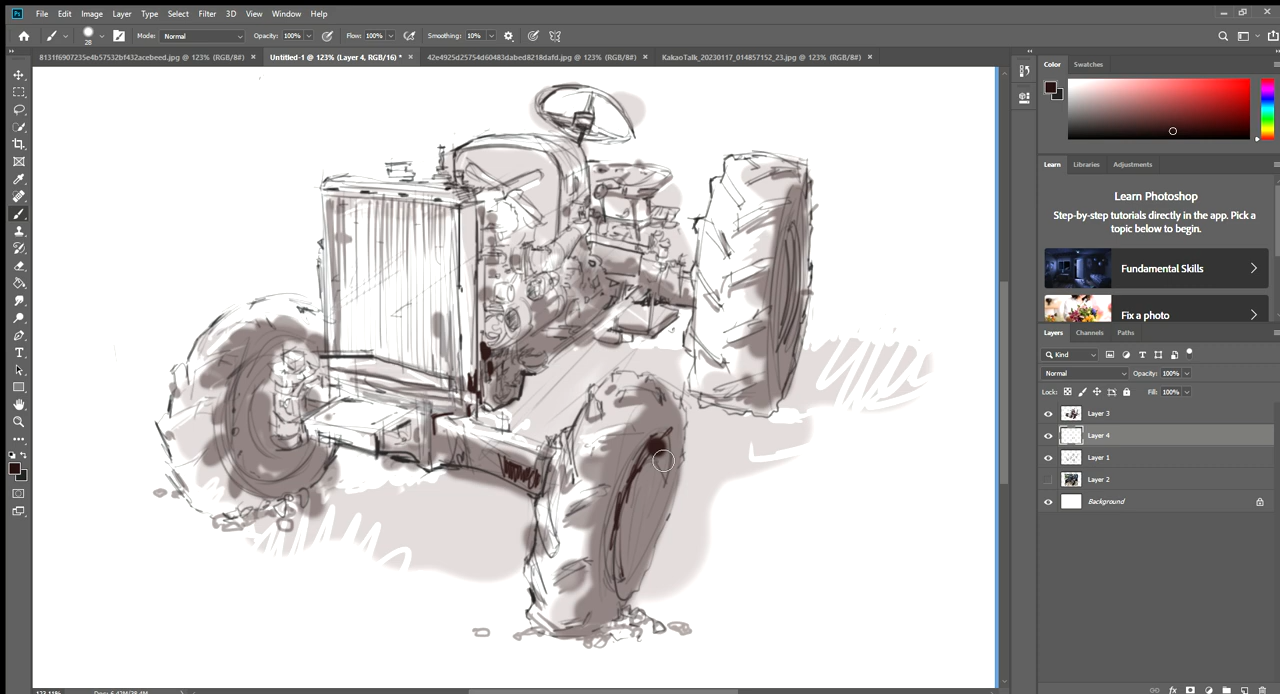 Ps File Edit Image Layer Type Select Filter 3D View Window Help
28 Mode: Normal Opacity: 100% Flow: 100% Smoothing: 10%
8131f6907235e4b57532bf432acebeed.jpg @ 123% (RGB/8#) × Untitled-1 @ 123% (Layer 4, RGB/16) * × 42e4925d25754d60483dabed8218dafd.jpg @ 123% (RGB/8#) × KakaoTalk_20230117_014857152_23.jpg @ 123% (RGB/8#) ×
Color Swatches
Learn Libraries Adjustments
Learn Photoshop
Step-by-step tutorials directly in the app. Pick a
topic below to begin.
Fundamental Skills
Fix a photo
Layers Channels Paths
Kind
Normal Opacity: 100%
Lock: Fill: 100%
Layer 3
Layer 4
Layer 1
Layer 2
Background
fx